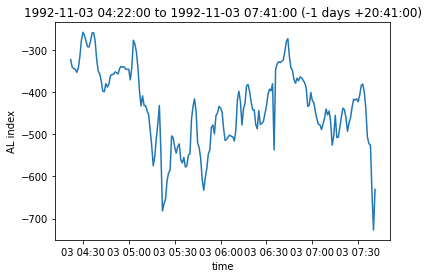 1992-11-03 04:22:00 to 1992-11-03 07:41:00 (-1 days +20:41:00)
−300
−400
−500
−600
−700
AL index
03 04:30 03 05:00 03 05:30 03 06:00 03 06:30 03 07:00 03 07:30
time